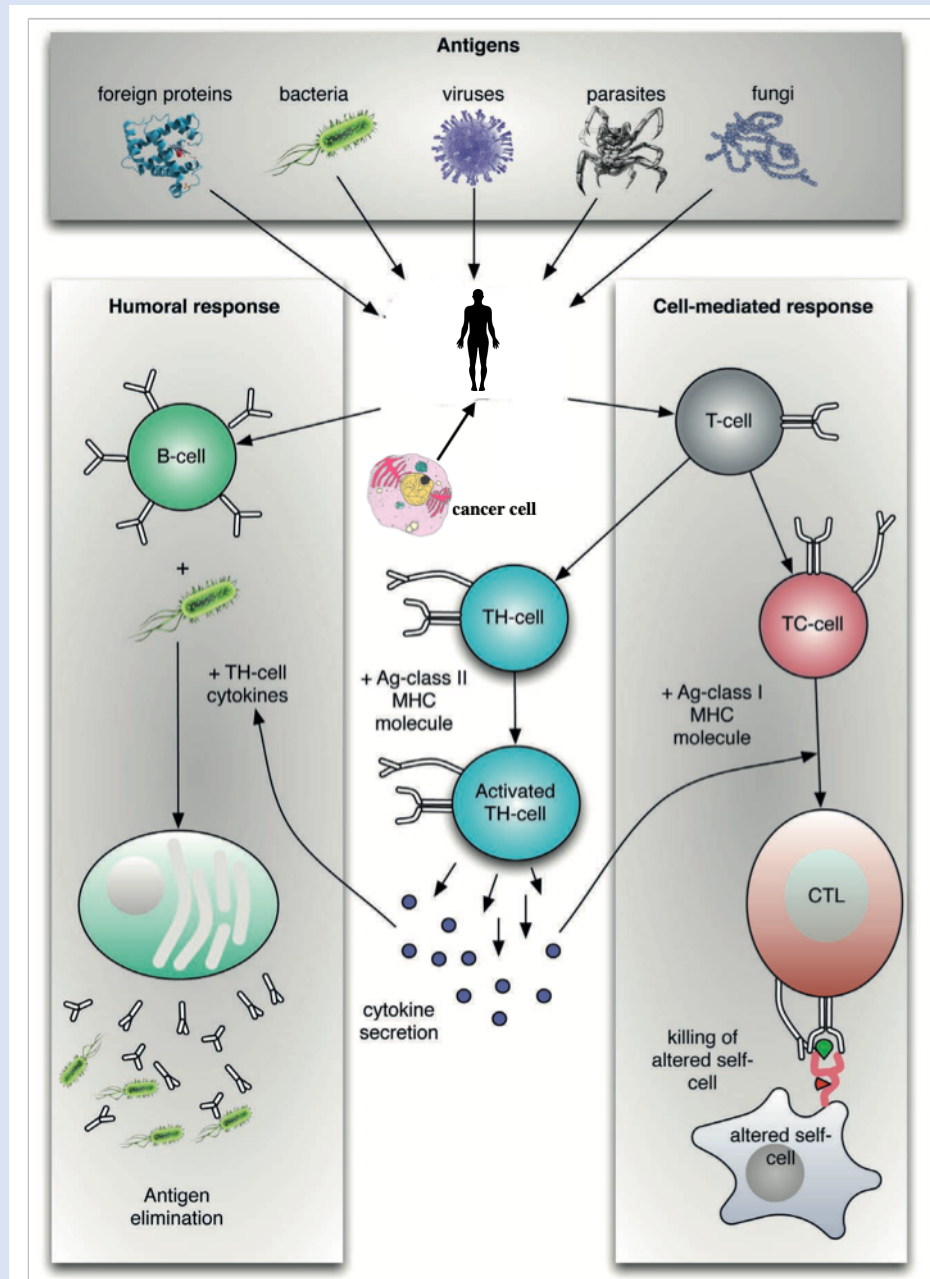 Antigens
foreign proteins
bacteria
viruses
parasites
fungi
Humoral response
Cell-mediated response
B-cell
T-cell
cancer cell
+
TH-cell
TC-cell
+ TH-cell
cytokines
+ Ag-class II
MHC
molecule
+ Ag-class I
MHC
molecule
Activated
TH-cell
CTL
cytokine
secretion
killing of
altered self-
cell
altered self-
cell
Antigen
elimination